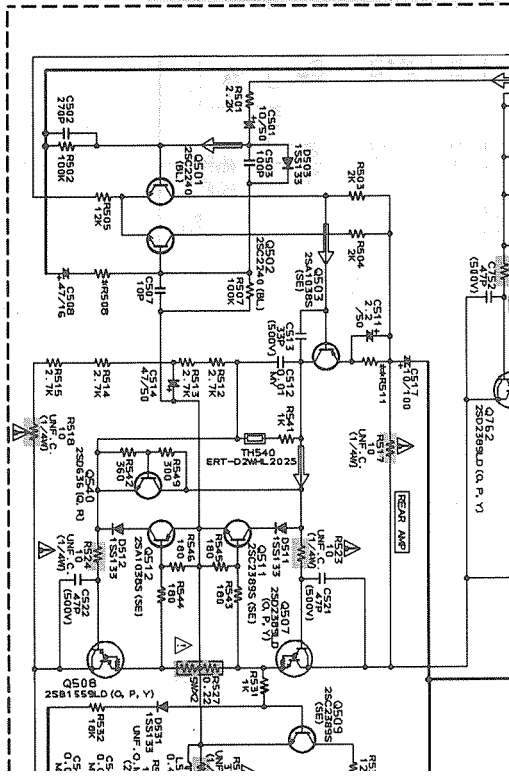 R501
2.2K
C501
10/50
D503
1SS133
C503
100P
C502
270P
R502
100K
Q501
2SC2240
(BL)
R503
2K
R504
2K
R505
12K
Q502
2SC2240(BL)
Q503
2SA1038S
(SE)
R507
100K
C507
10P
*R508
C508
47/16
C513
33P
(500V)
C511
2.2
/50
C517
10/100
**R511
C752
47P
(500V)
Q762
2SD2389LD(O,P,Y)
C512
0.01
MY
R512
2.7K
R513
2.7K
C514
47/50
R514
2.7K
R515
2.7K
R541
1K
R517
10
UNF.C.
(1/4W)
R518
10
UNF.C.
(1/4W)
TH540
ERT-D2WHL202S
REAR AMP
R549
300
R542
360
Q540
2SD636(Q,R)
R523
10
UNF.C.
(1/4W)
R524
10
UNF.C.
(1/4W)
D511
1SS133
D512
1SS133
R546
180
R545
180
Q511
2SC2389S(SE)
Q512
2SA1038S(SE)
R544
180
R543
180
C521
47P
(500V)
C522
47P
(500V)
Q507
2SD2389LD
(O,P,Y)
Q508
2SB1559LD(O,P,Y)
R527
0.22
5WX2
R531
1K
Q509
2SC2389S
(SE)
D531
1SS133
R532
18K